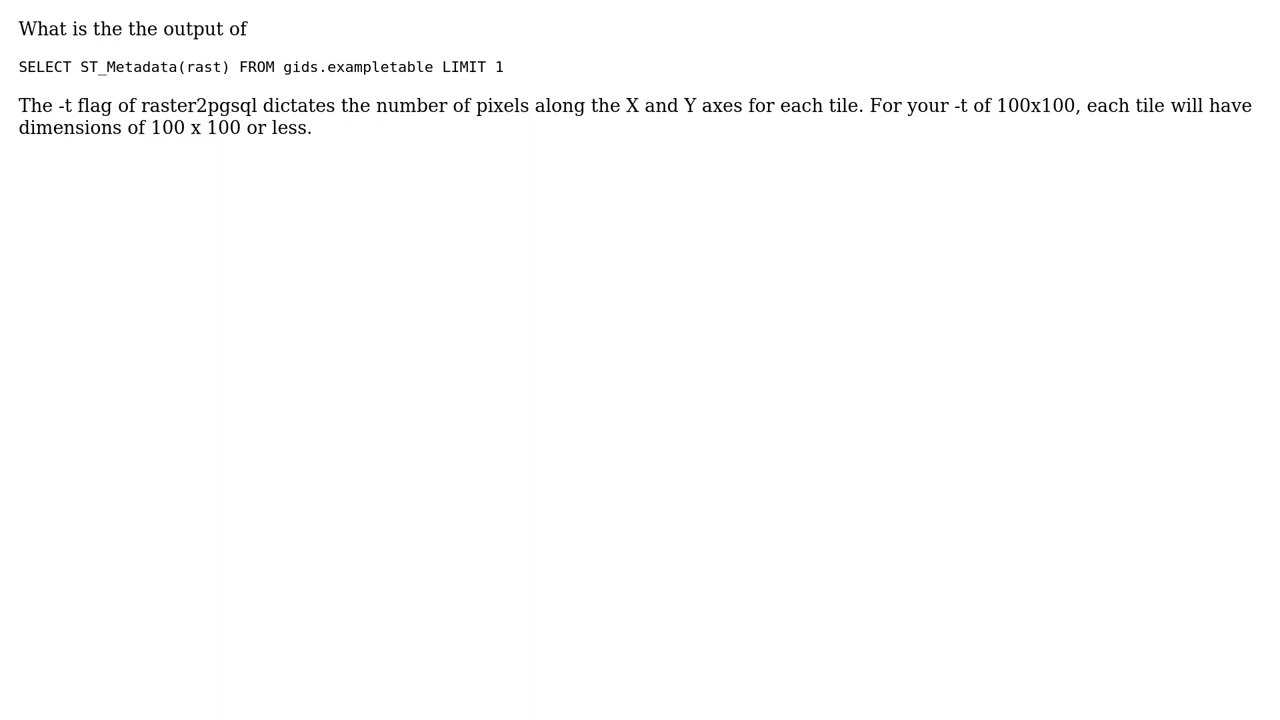 What is the the output of
SELECT ST_Metadata(rast) FROM gids.exampletable LIMIT 1
The -t flag of raster2pgsql dictates the number of pixels along the X and Y axes for each tile. For your -t of 100x100, each tile will have
dimensions of 100 x 100 or less.